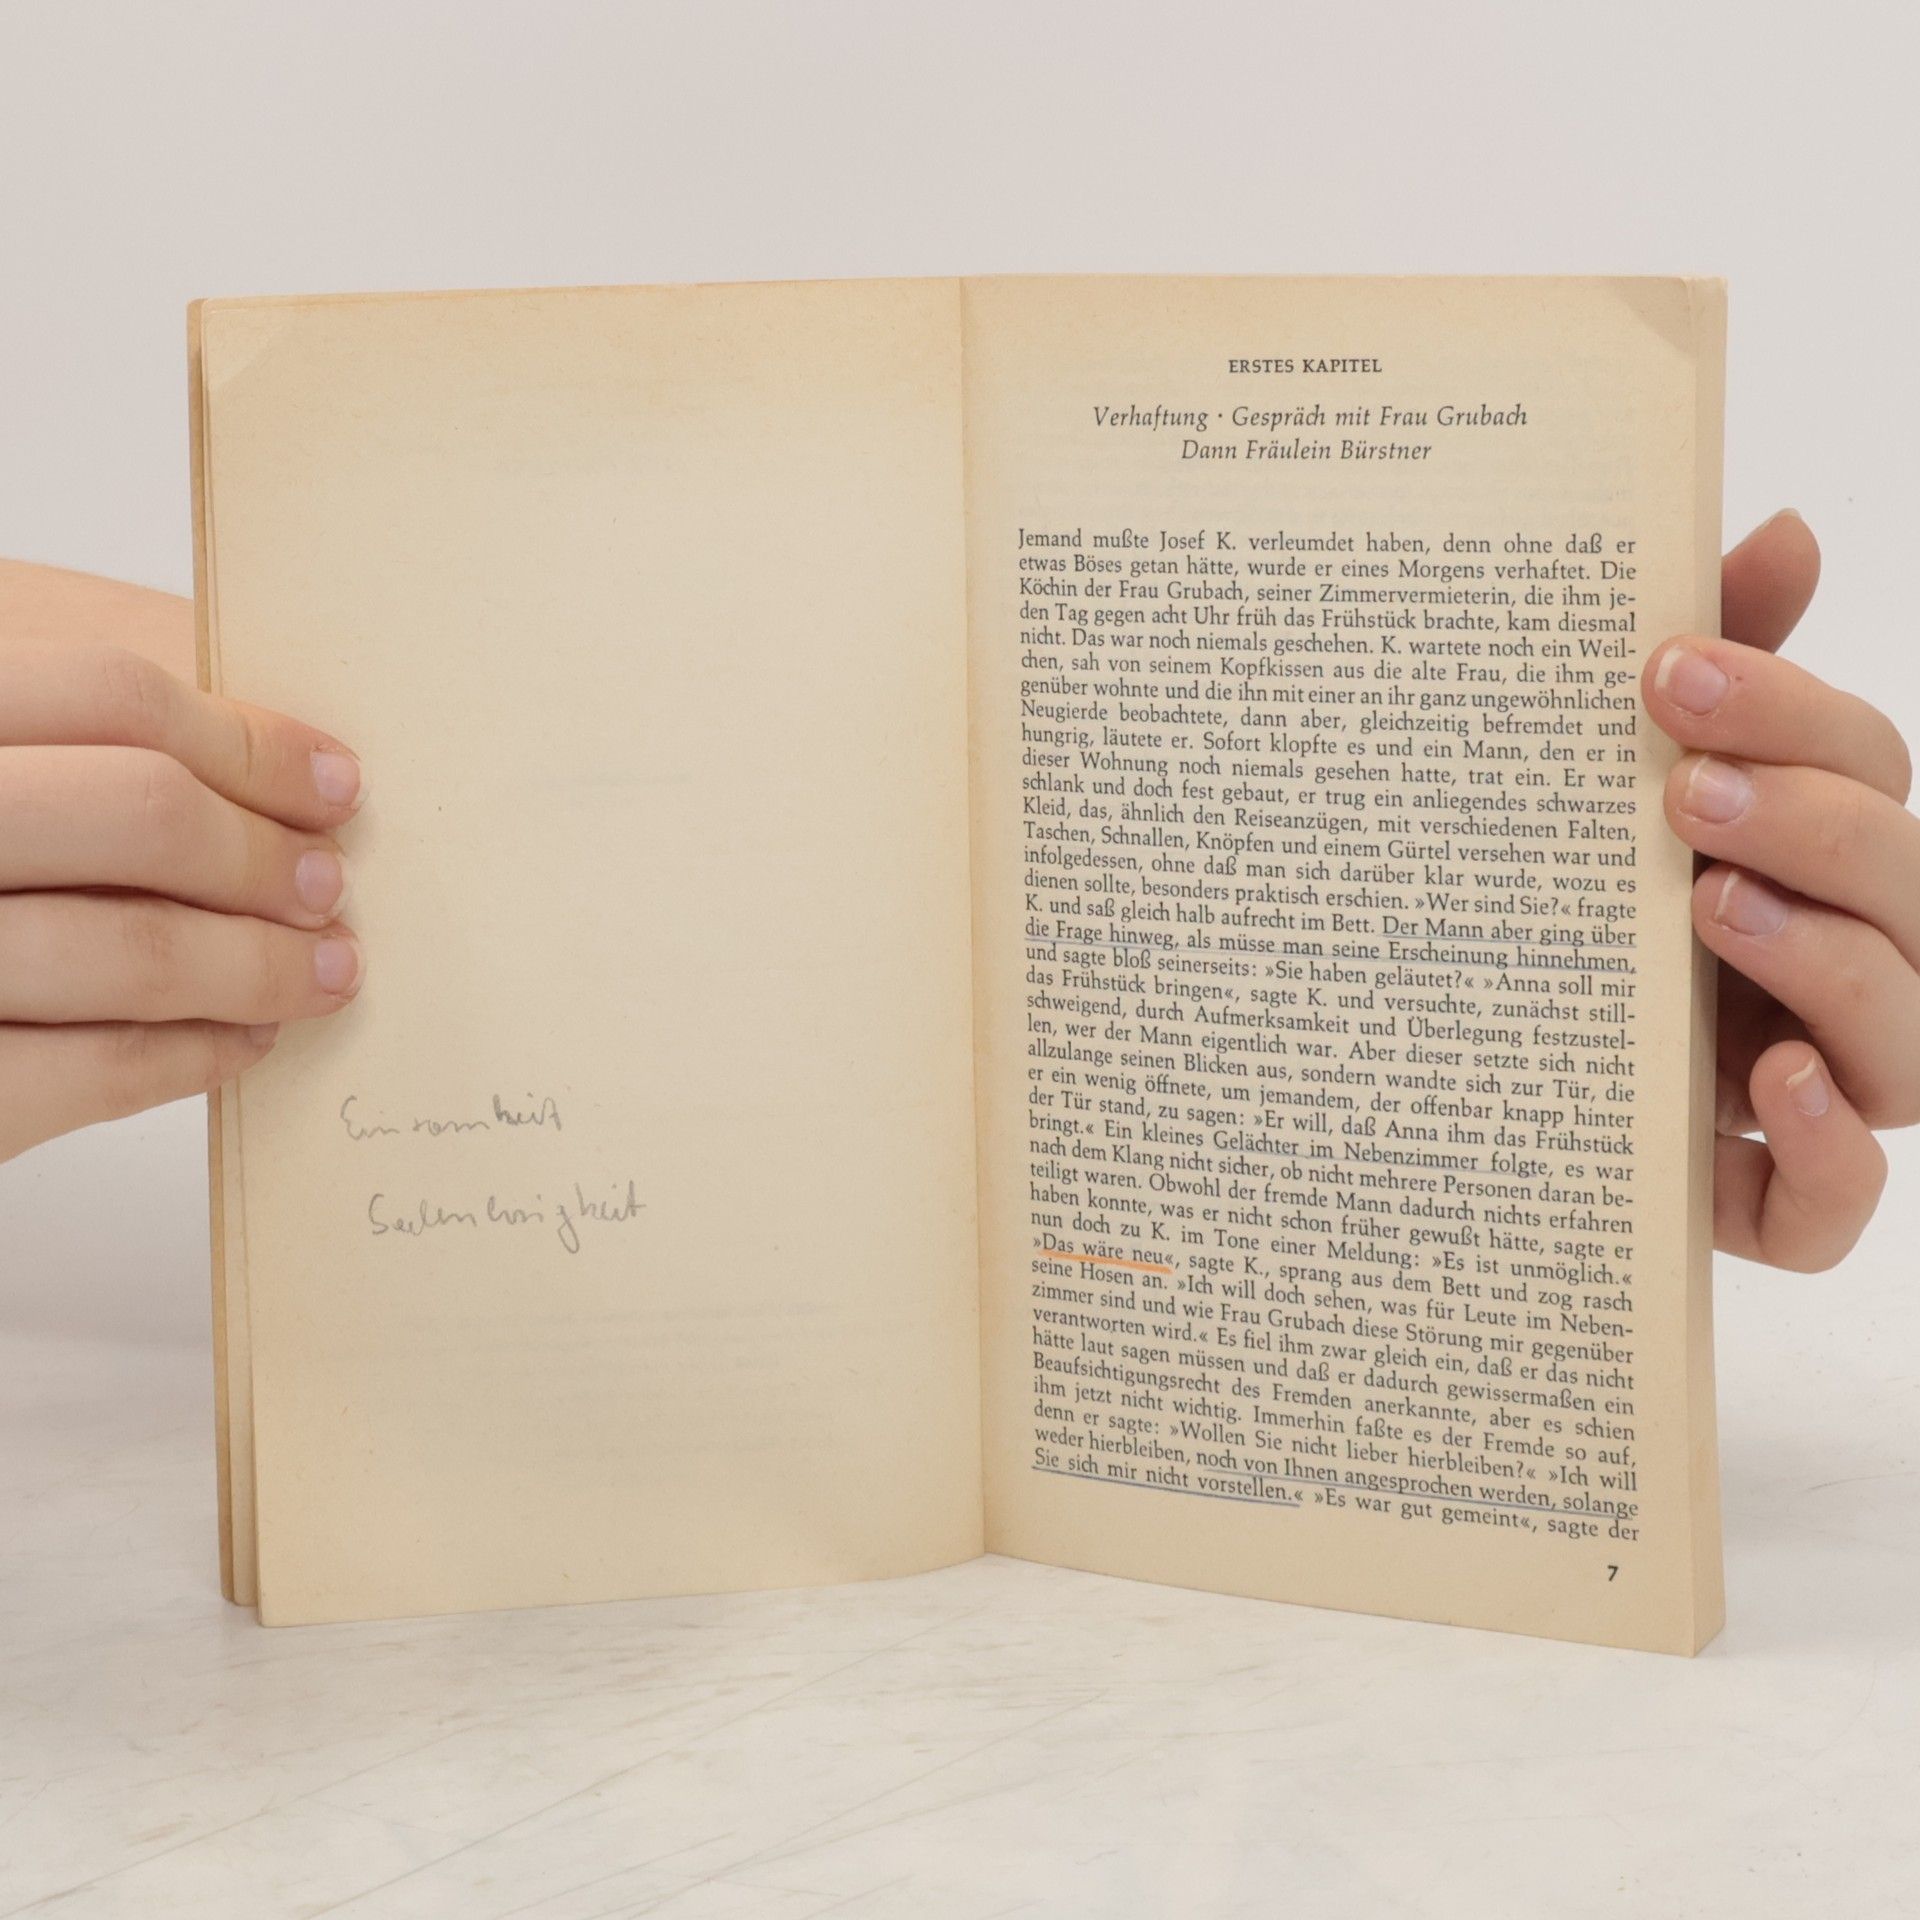 Einsamkeit
Seelenlosigkeit
ERSTES KAPITEL
Verhaftung · Gespräch mit Frau Grubach
Dann Fräulein Bürstner
Jemand mußte Josef K. verleumdet haben, denn ohne daß er
etwas Böses getan hätte, wurde er eines Morgens verhaftet. Die
Köchin der Frau Grubach, seiner Zimmervermieterin, die ihm je-
den Tag gegen acht Uhr früh das Frühstück brachte, kam diesmal
nicht. Das war noch niemals geschehen. K. wartete noch ein Weil-
chen, sah von seinem Kopfkissen aus die alte Frau, die ihm ge-
genüber wohnte und die ihn mit einer an ihr ganz ungewöhnlichen
Neugierde beobachtete, dann aber, gleichzeitig befremdet und
hungrig, läutete er. Sofort klopfte es und ein Mann, den er in
dieser Wohnung noch niemals gesehen hatte, trat ein. Er war
schlank und doch fest gebaut, er trug ein anliegendes schwarzes
Kleid, das, ähnlich den Reiseanzügen, mit verschiedenen Falten,
Taschen, Schnallen, Knöpfen und einem Gürtel versehen war und
infolgedessen, ohne daß man sich darüber klar wurde, wozu es
dienen sollte, besonders praktisch erschien. »Wer sind Sie?« fragte
K. und saß gleich halb aufrecht im Bett. Der Mann aber ging über
die Frage hinweg, als müsse man seine Erscheinung hinnehmen,
und sagte bloß seinerseits: »Sie haben geläutet?« »Anna soll mir
das Frühstück bringen«, sagte K. und versuchte, zunächst still-
schweigend, durch Aufmerksamkeit und Überlegung festzustel-
len, wer der Mann eigentlich war. Aber dieser setzte sich nicht
allzulange seinen Blicken aus, sondern wandte sich zur Tür, die
er ein wenig öffnete, um jemandem, der offenbar knapp hinter
der Tür stand, zu sagen: »Er will, daß Anna ihm das Frühstück
bringt.« Ein kleines Gelächter im Nebenzimmer folgte, es war
nach dem Klang nicht sicher, ob nicht mehrere Personen daran be-
teiligt waren. Obwohl der fremde Mann dadurch nichts erfahren
haben konnte, was er nicht schon früher gewußt hätte, sagte er
nun doch zu K. im Tone einer Meldung: »Es ist unmöglich.«
»Das wäre neu«, sagte K., sprang aus dem Bett und zog rasch
seine Hosen an. »Ich will doch sehen, was für Leute im Neben-
zimmer sind und wie Frau Grubach diese Störung mir gegenüber
verantworten wird.« Es fiel ihm zwar gleich ein, daß er das nicht
hätte laut sagen müssen und daß er dadurch gewissermaßen ein
Beaufsichtigungsrecht des Fremden anerkannte, aber es schien
ihm jetzt nicht wichtig. Immerhin faßte es der Fremde so auf,
denn er sagte: »Wollen Sie nicht lieber hierbleiben?« »Ich will
weder hierbleiben, noch von Ihnen angesprochen werden, solange
Sie sich mir nicht vorstellen.« »Es war gut gemeint«, sagte der
7